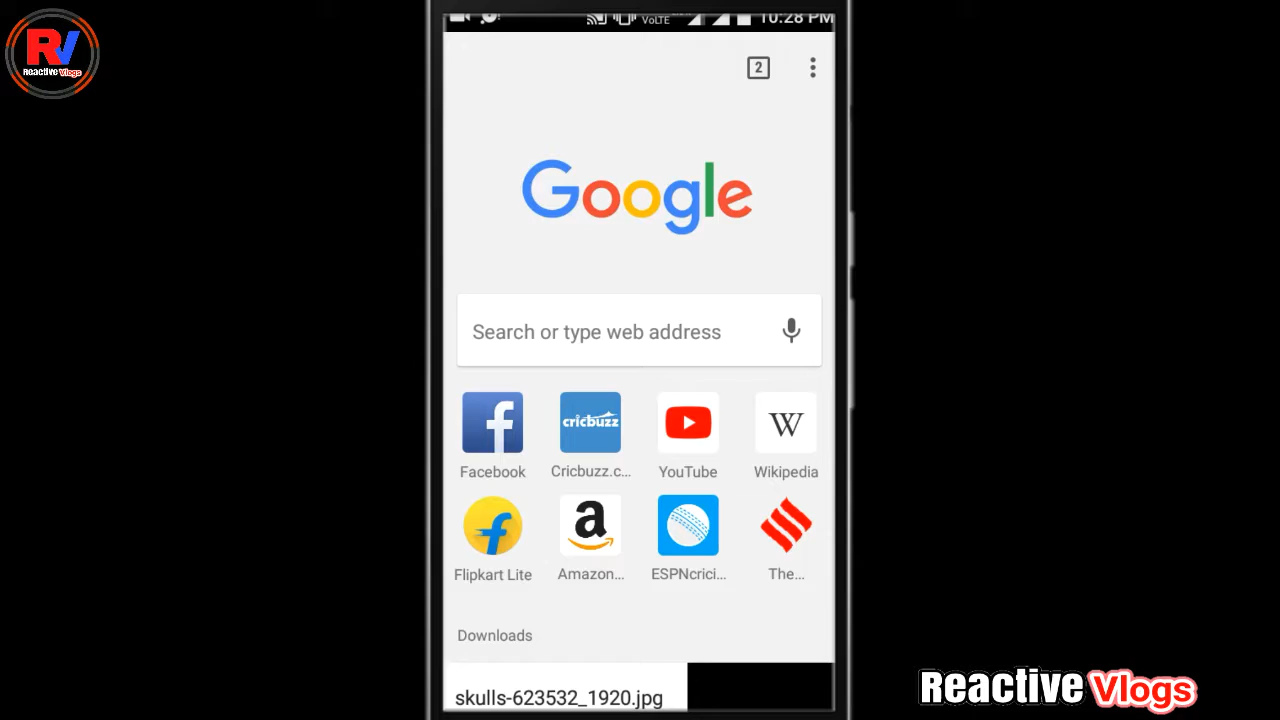 RV
Reactive Vlogs
VoLTE
10:28 PM
2
Google
Search or type web address
cricbuzz
W
Facebook
Cricbuzz.c...
YouTube
Wikipedia
a
Flipkart Lite
Amazon...
ESPNcrici...
The...
Downloads
skulls-623532_1920.jpg
Reactive Vlogs